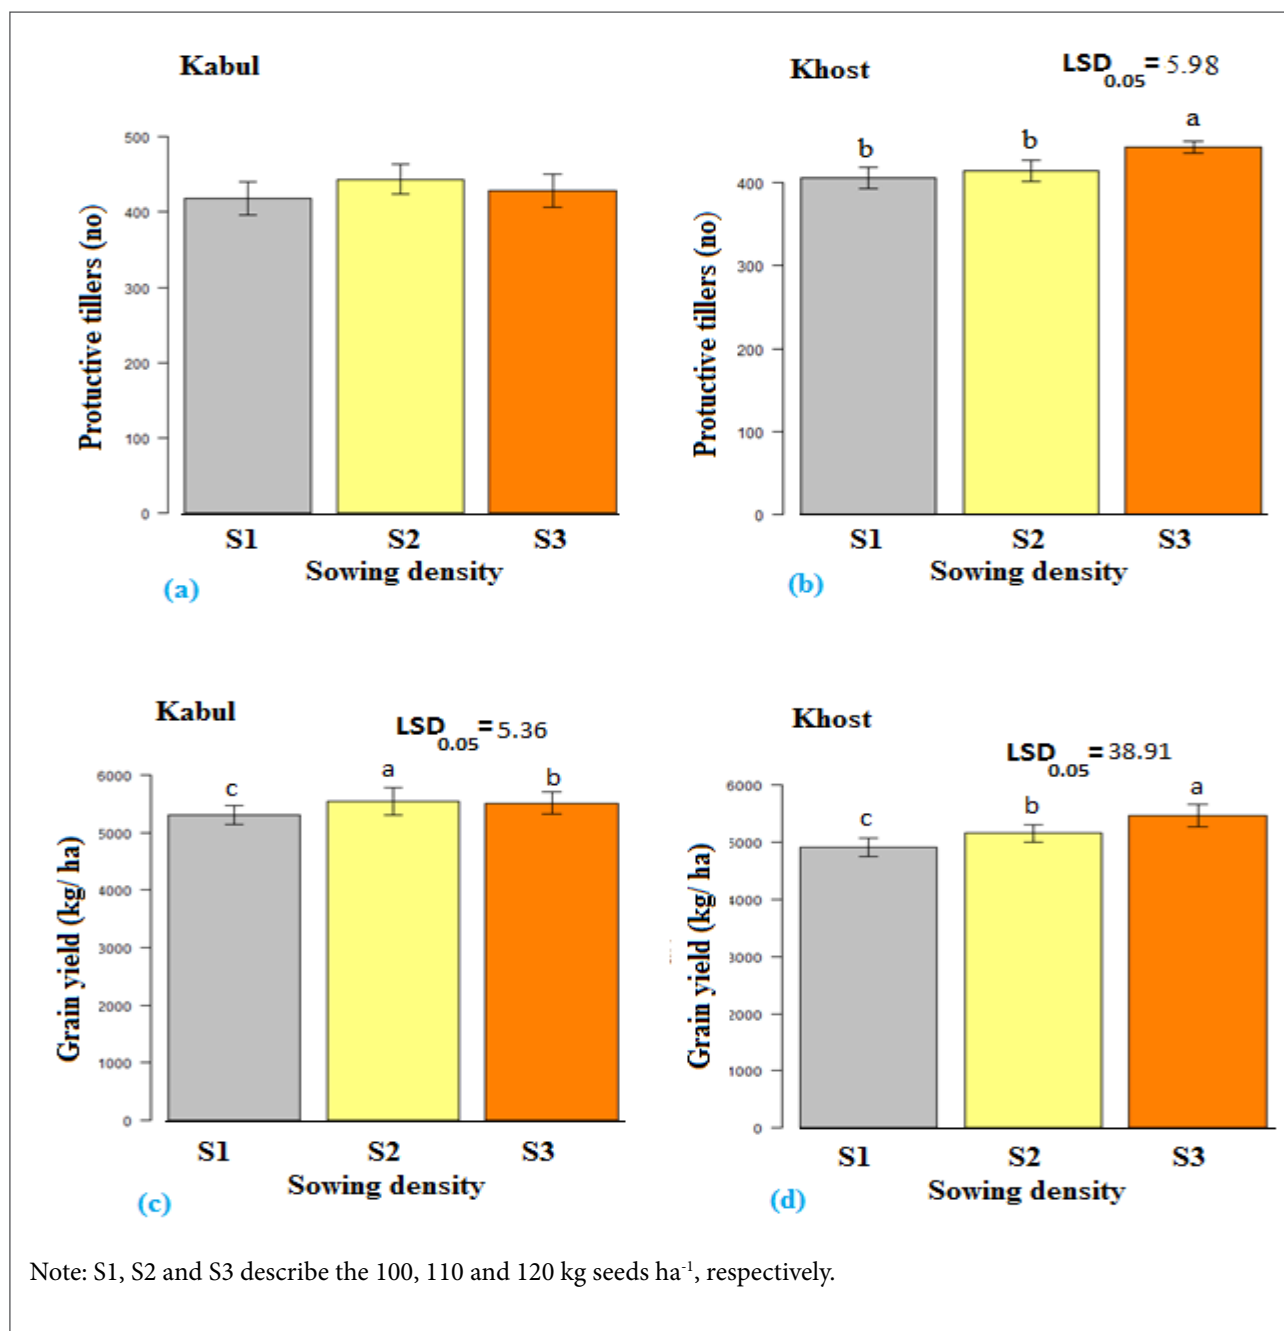 Kabul
500
400
300
200
100
0
Protuctive tillers (no)
S1 S2 S3
Sowing density
(a)
Khost
LSD0.05= 5.98
b b a
400
300
200
100
0
Protuctive tillers (no)
S1 S2 S3
Sowing density
(b)
Kabul
LSD0.05= 5.36
c a b
6000
5000
4000
3000
2000
1000
0
Grain yield (kg/ ha)
S1 S2 S3
Sowing density
(c)
Khost
LSD0.05= 38.91
c b a
6000
5000
4000
3000
2000
1000
0
Grain yield (kg/ ha)
S1 S2 S3
Sowing density
(d)
Note: S1, S2 and S3 describe the 100, 110 and 120 kg seeds ha-1, respectively.